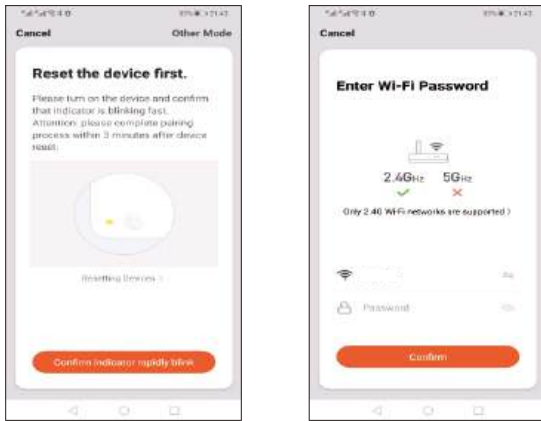 Cancel
Other Mode
Reset the device first.
Please turn on the device and confirm
that indicator is blinking fast.
Attention: please complete pairing
process within 3 minutes after device
reset.
Resetting Devices
Confirm indicator rapidly blink
Cancel
Enter Wi-Fi Password
2.4GHz 5GHz
Only 2.4G Wi-Fi networks are supported
Password
Confirm